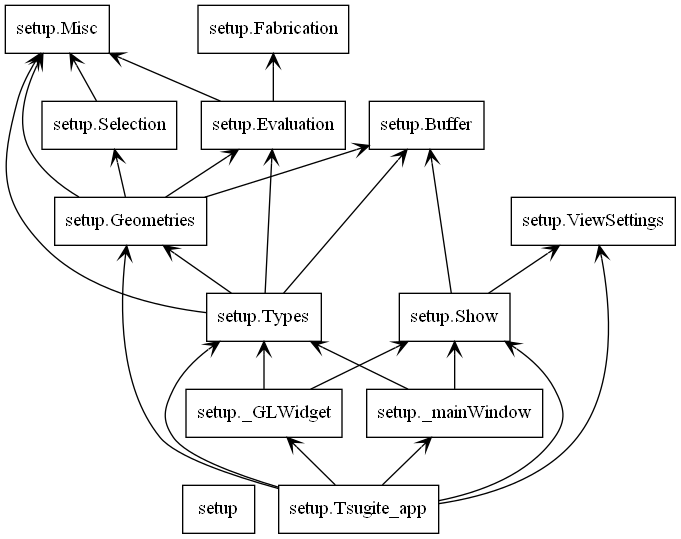 setup.Misc
setup.Fabrication
setup.Selection
setup.Evaluation
setup.Buffer
setup.Geometries
setup.ViewSettings
setup.Types
setup.Show
setup._GLWidget
setup._mainWindow
setup
setup.Tsugite_app